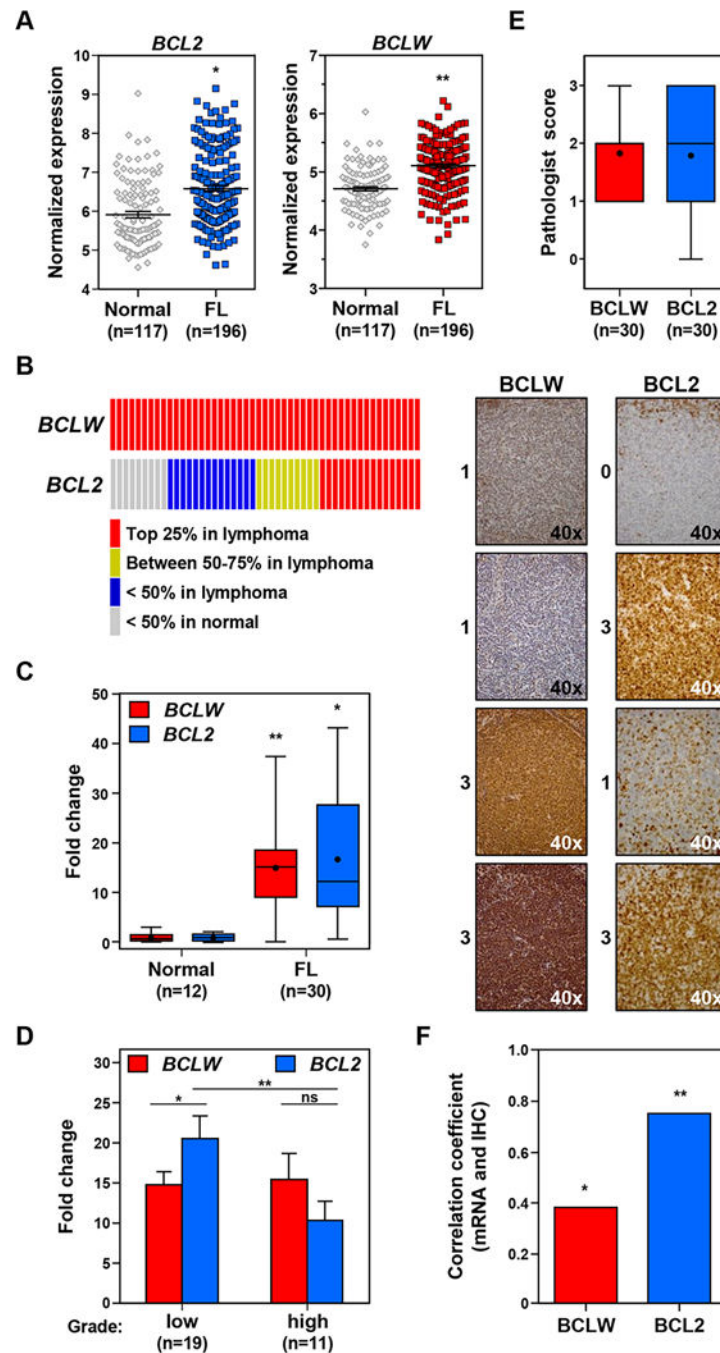 A
BCL2
Normalized expression
10
9
8
7
6
5
4
*
Normal
(n=117)
FL
(n=196)
BCLW
Normalized expression
7
6
5
4
3
**
Normal
(n=117)
FL
(n=196)
E
Pathologist score
3
2
1
0
BCLW
(n=30)
BCL2
(n=30)
B
BCLW
BCL2
Top 25% in lymphoma
Between 50-75% in lymphoma
< 50% in lymphoma
< 50% in normal
BCLW
BCL2
1
40x
0
40x
1
40x
3
40x
3
40x
1
40x
3
40x
3
40x
C
Fold change
50
40
30
20
10
0
BCLW
BCL2
**
*
Normal
(n=12)
FL
(n=30)
D
Fold change
30
25
20
15
10
5
0
BCLW
BCL2
*
**
ns
Grade:
low
(n=19)
high
(n=11)
F
Correlation coefficient
(mRNA and IHC)
1.0
0.8
0.6
0.4
0.2
0
*
**
BCLW
BCL2